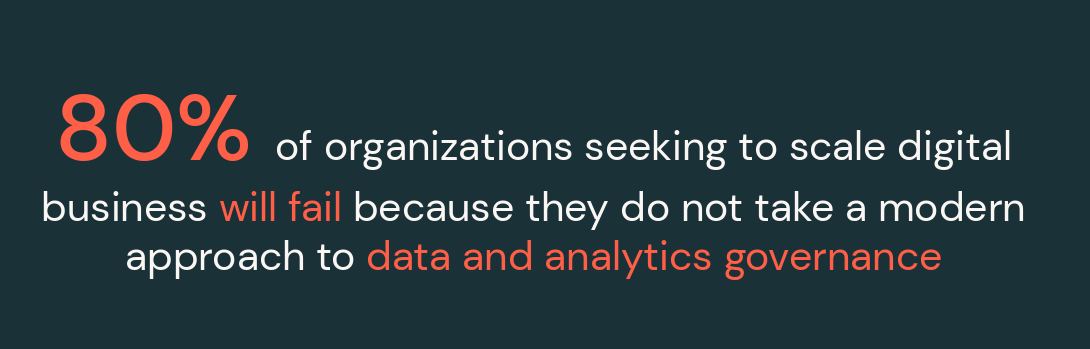 80% of organizations seeking to scale digital
business will fail because they do not take a modern
approach to data and analytics governance